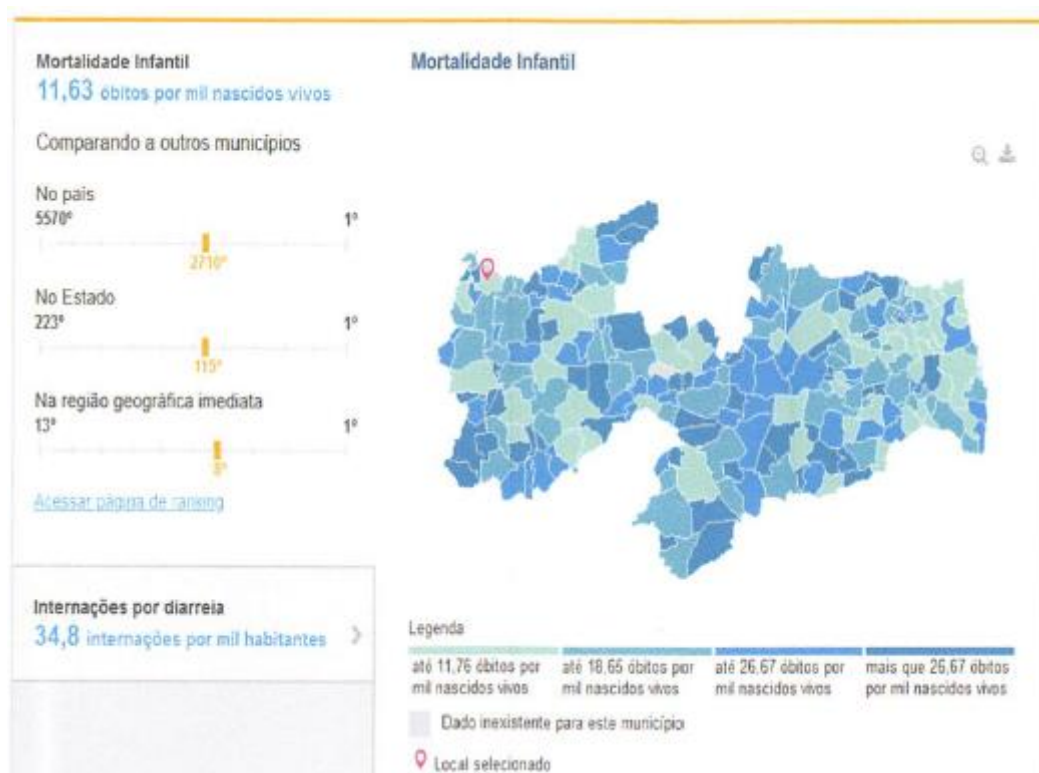 Mortalidade Infantil
11,63 óbitos por mil nascidos vivos
Comparando a outros municípios
No país
5570º 1º
2710º
No Estado
223º 1º
115º
Na região geográfica imediata
13º 1º
Acessar página de ranking
Internações por diarreia
34,8 internações por mil habitantes
Mortalidade Infantil
Legenda
até 11,76 óbitos por
mil nascidos vivos
até 18,65 óbitos por
mil nascidos vivos
até 26,67 óbitos por
mil nascidos vivos
mais que 26,67 óbitos
por mil nascidos vivos
Dado inexistente para este município
Local selecionado